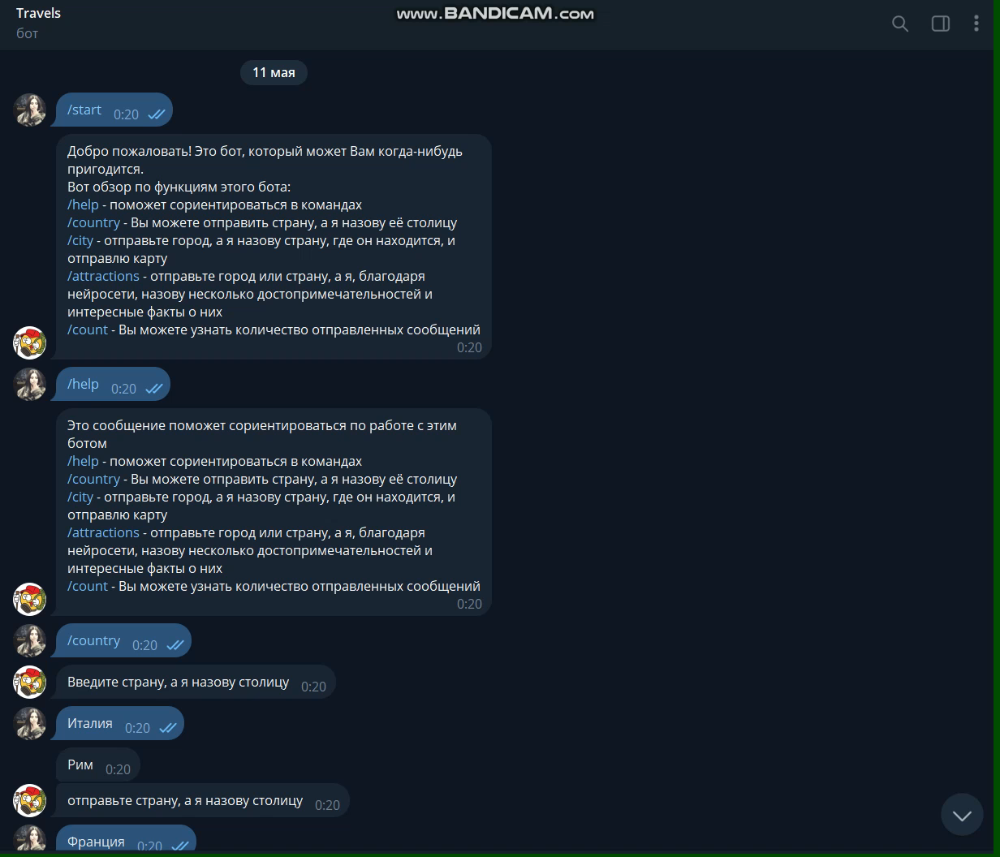 Travels
бот
www.BANDICAM.com
11 мая
/start 0:20
Добро пожаловать! Это бот, который может Вам когда-нибудь
пригодится.
Вот обзор по функциям этого бота:
/help - поможет сориентироваться в командах
/country - Вы можете отправить страну, а я назову её столицу
/city - отправьте город, а я назову страну, где он находится, и
отправлю карту
/attractions - отправьте город или страну, а я, благодаря
нейросети, назову несколько достопримечательностей и
интересные факты о них
/count - Вы можете узнать количество отправленных сообщений
0:20
/help 0:20
Это сообщение поможет сориентироваться по работе с этим
ботом
/help - поможет сориентироваться в командах
/country - Вы можете отправить страну, а я назову её столицу
/city - отправьте город, а я назову страну, где он находится, и
отправлю карту
/attractions - отправьте город или страну, а я, благодаря
нейросети, назову несколько достопримечательностей и
интересные факты о них
/count - Вы можете узнать количество отправленных сообщений
0:20
/country 0:20
Введите страну, а я назову столицу 0:20
Италия 0:20
Рим 0:20
отправьте страну, а я назову столицу 0:20
Франция 0:20